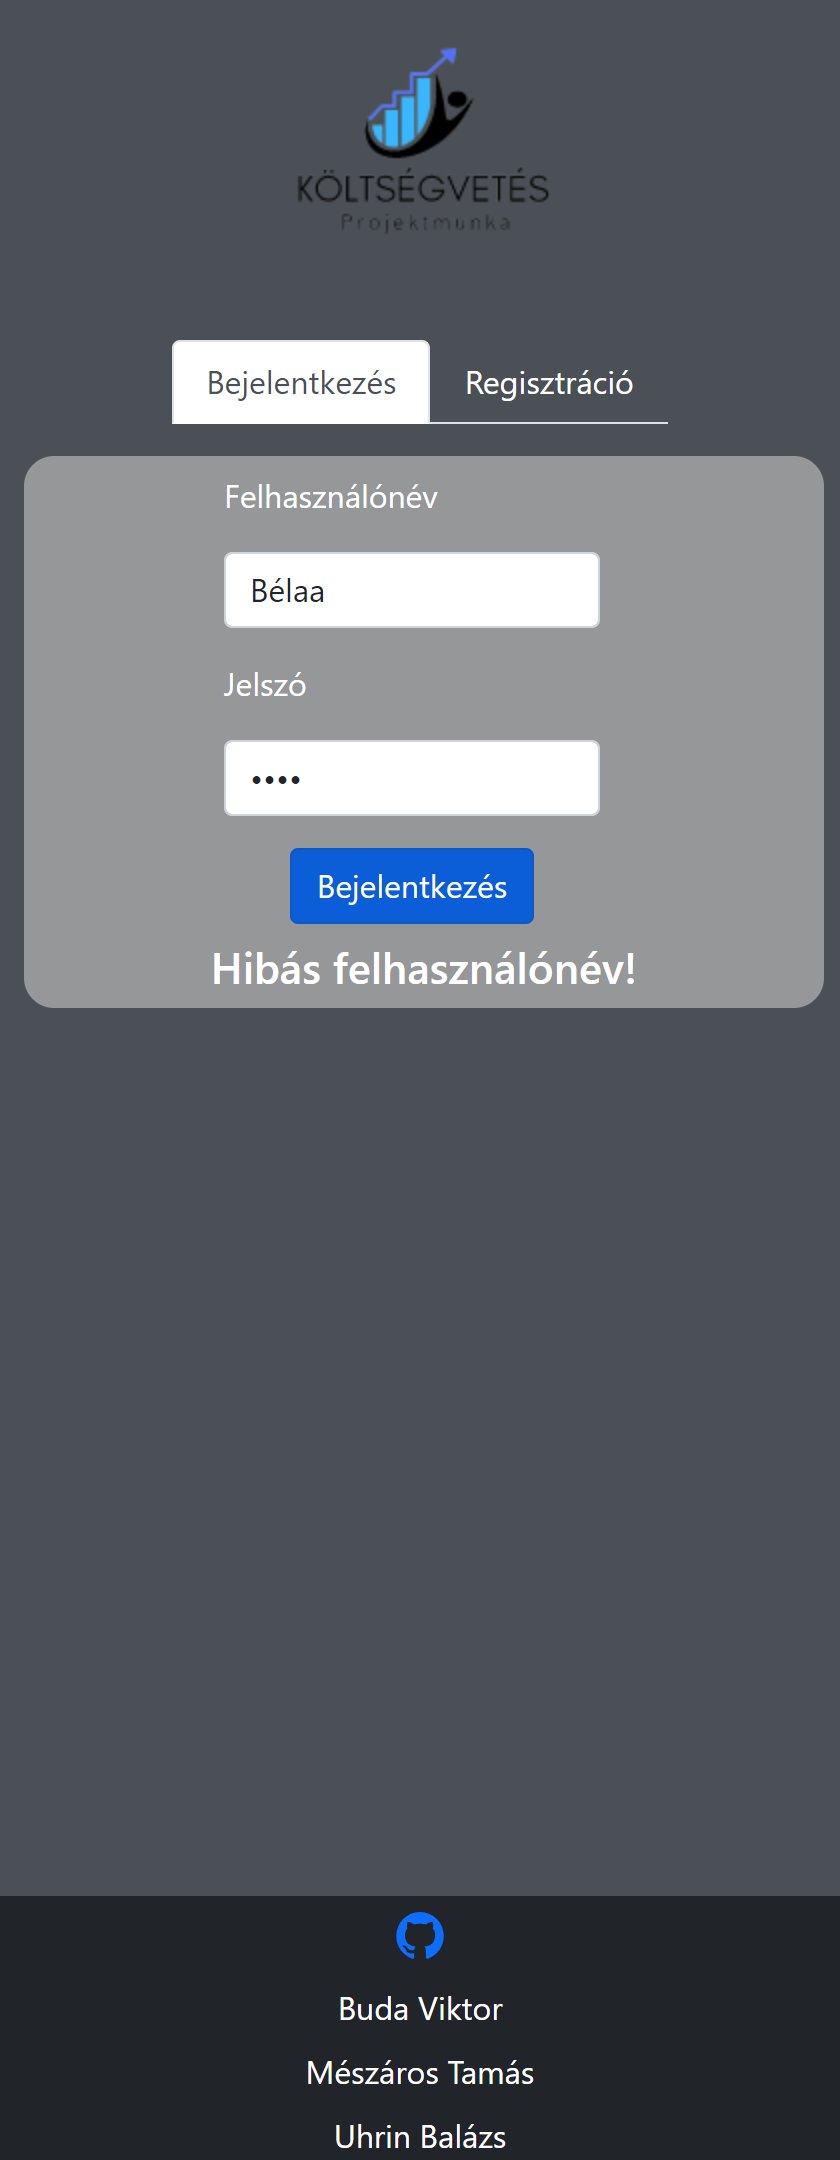 KÖLTSÉGVETÉS
Projektmunka
Bejelentkezés Regisztráció
Felhasználónév
Bélaa
Jelszó
••••
Bejelentkezés
Hibás felhasználónév!
Buda Viktor
Mészáros Tamás
Uhrin Balázs